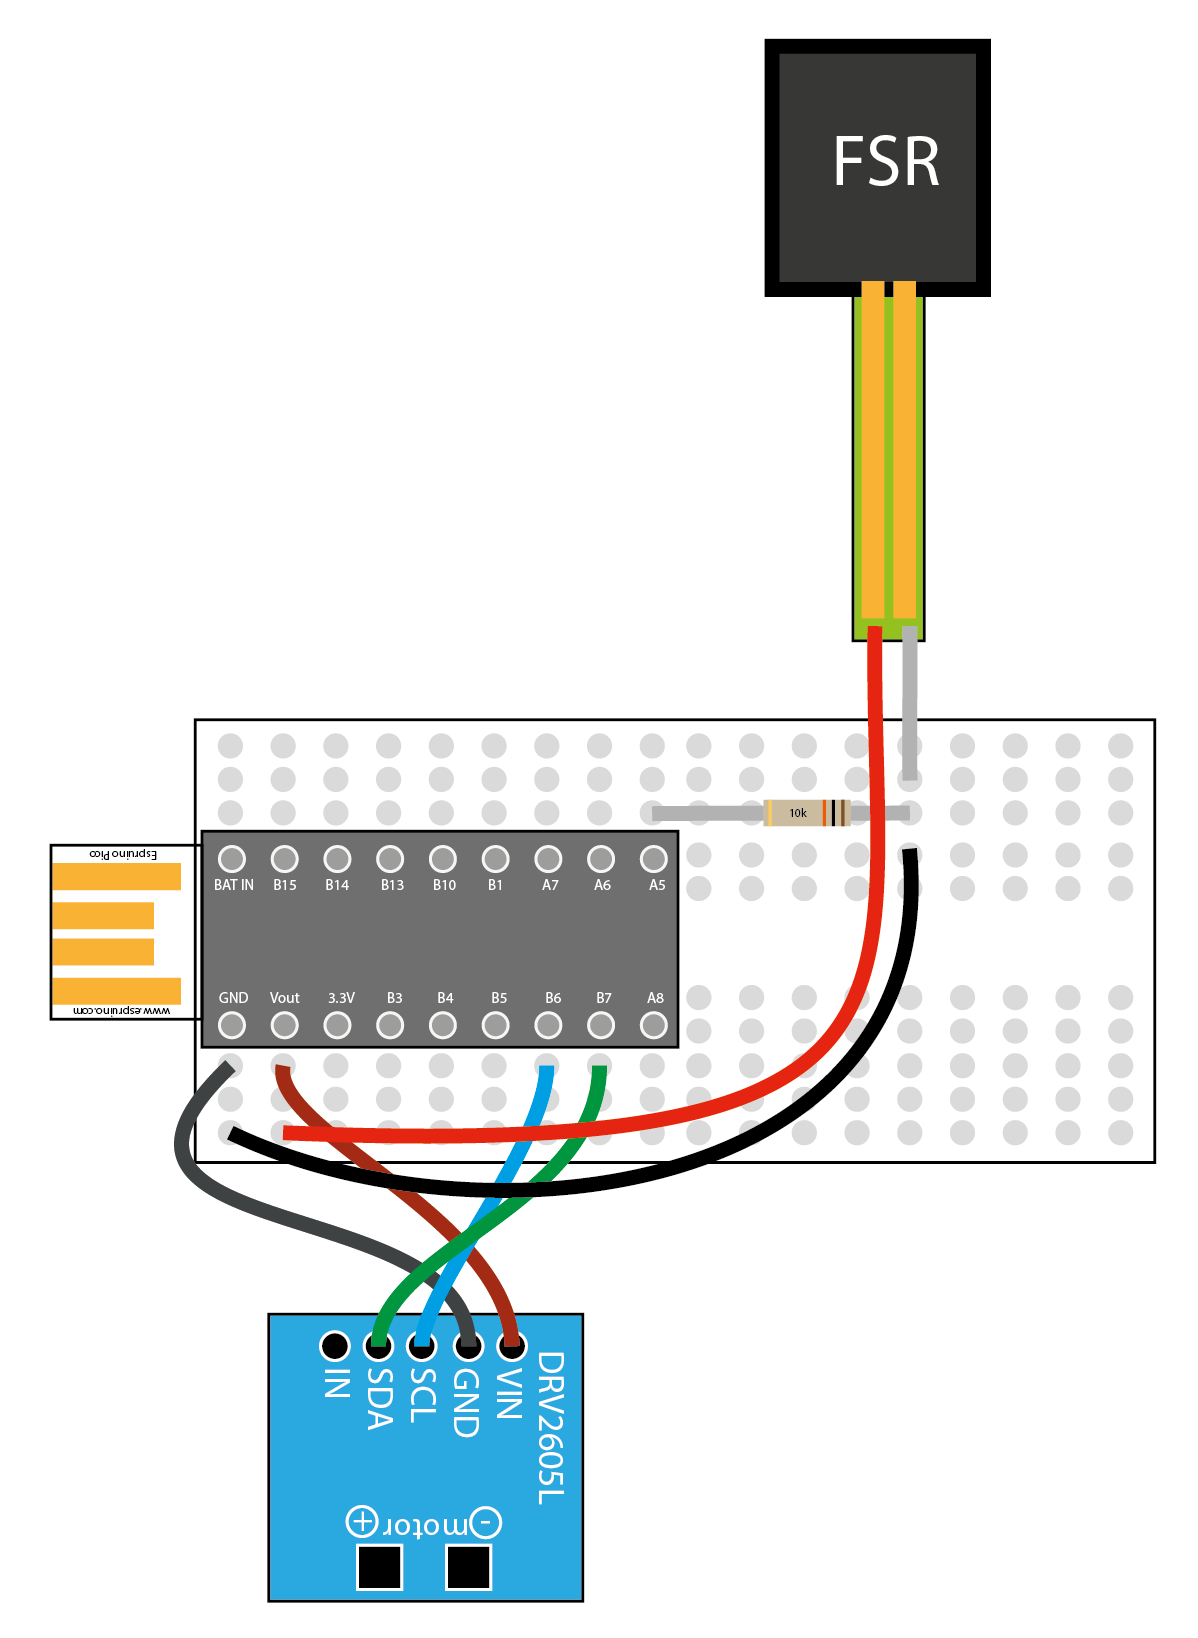 FSR
10k
Espruino Pico
BAT IN B15 B14 B13 B10 B1 A7 A6 A5
GND Vout 3.3V B3 B4 B5 B6 B7 A8
www.espruino.com
IN SDA SCL GND VIN
DRV2605L
+ motor -